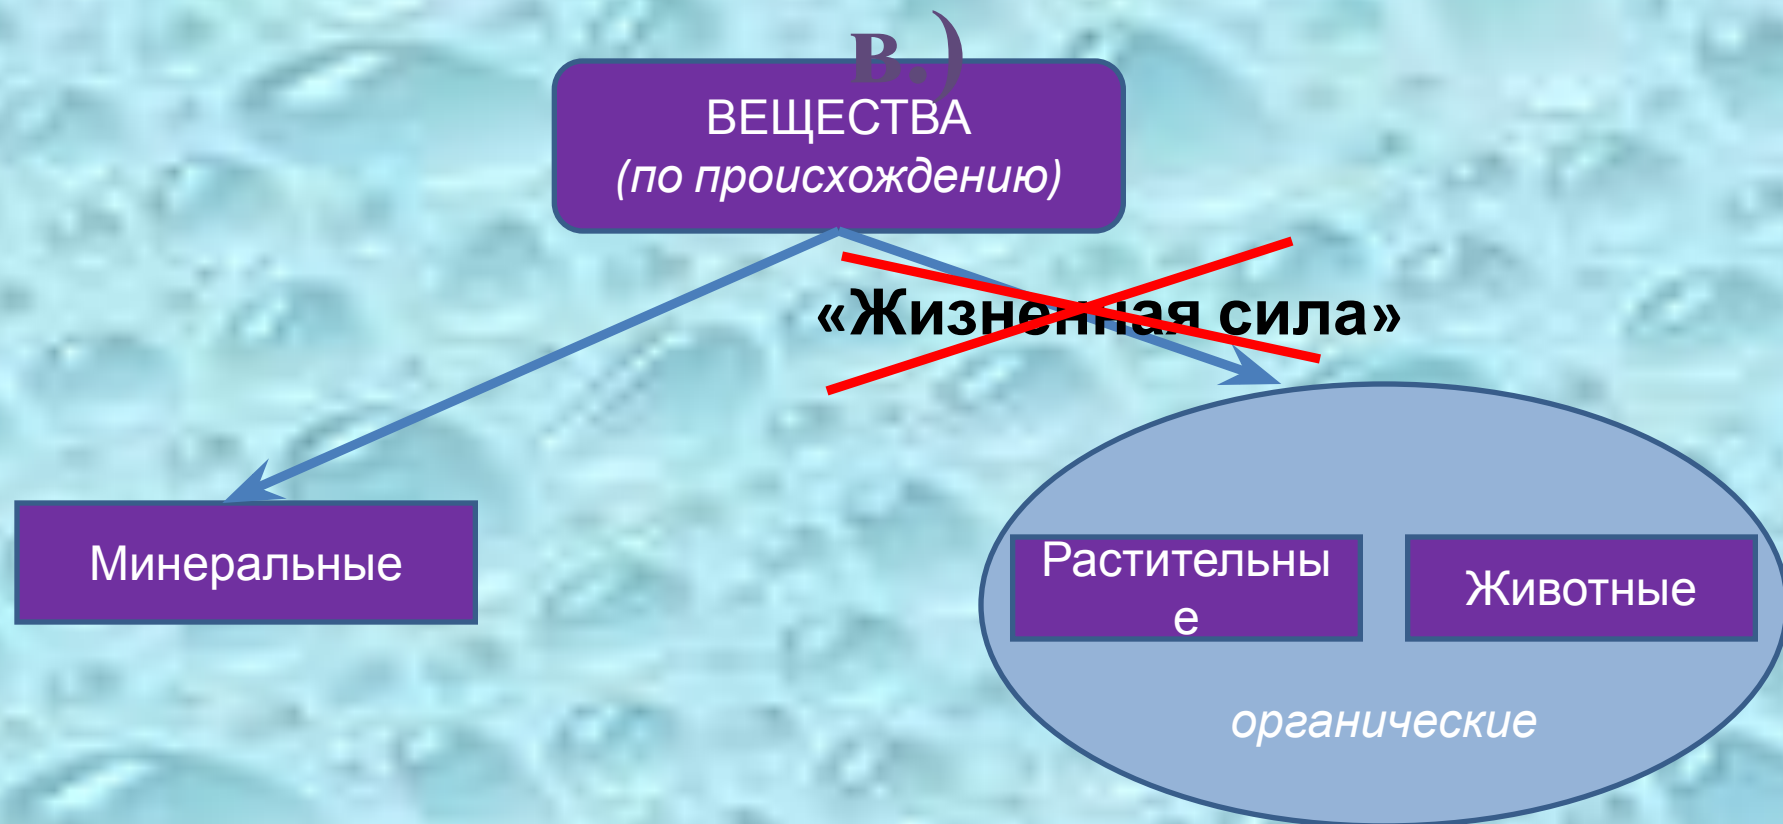 в.)
ВЕЩЕСТВА
(по происхождению)
«Жизненная сила»
Минеральные
Растительны
е
Животные
органические